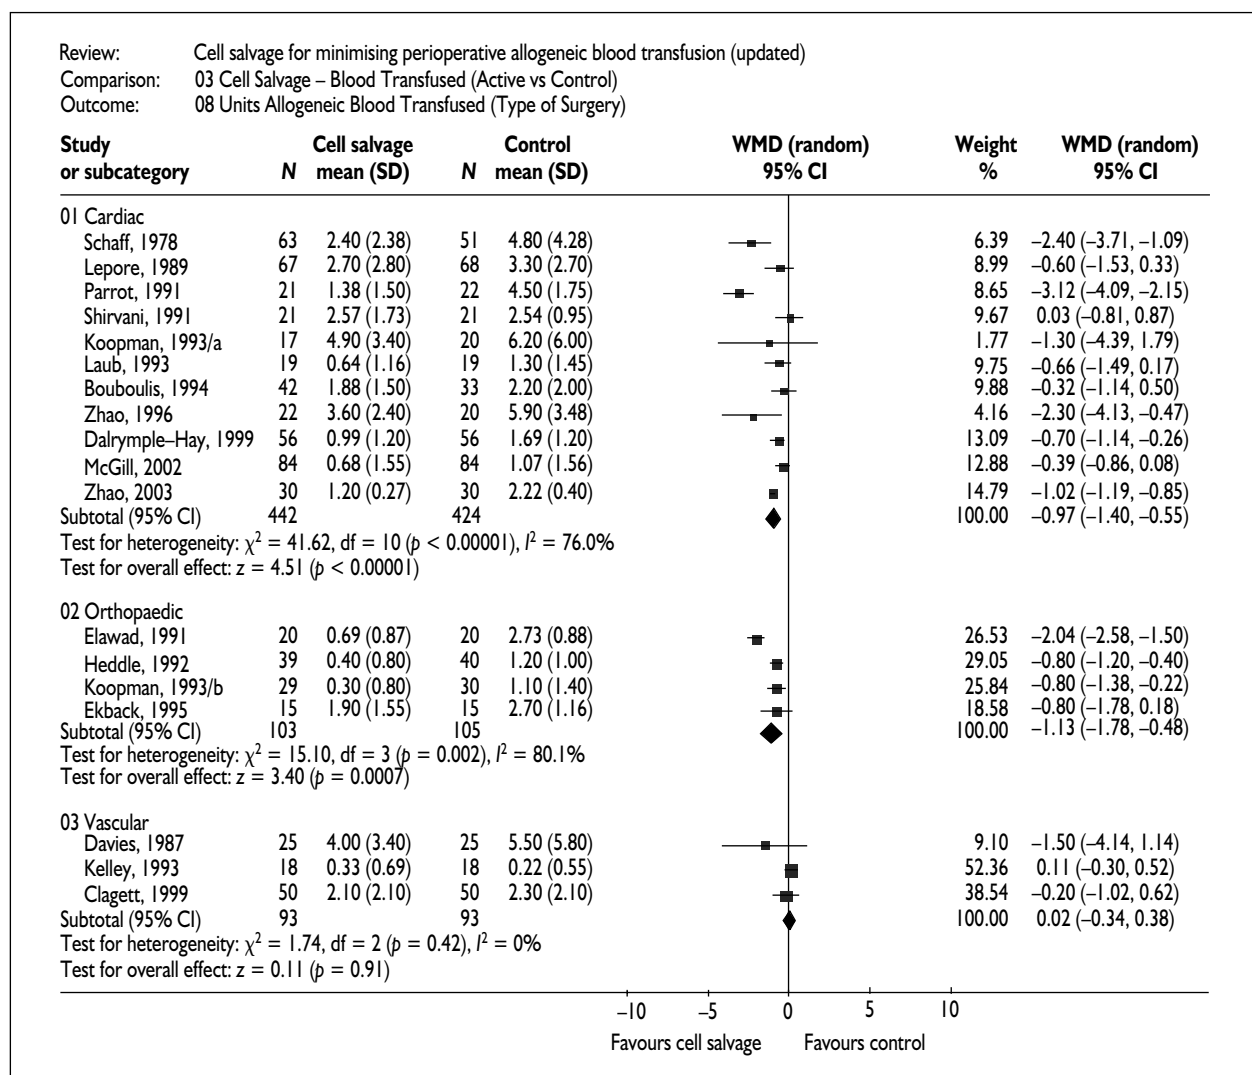 Review: Cell salvage for minimising perioperative allogeneic blood transfusion (updated)
Comparison: 03 Cell Salvage – Blood Transfused (Active vs Control)
Outcome: 08 Units Allogeneic Blood Transfused (Type of Surgery)
Study Cell salvage Control WMD (random) Weight WMD (random)
or subcategory N mean (SD) N mean (SD) 95% CI % 95% CI
01 Cardiac
Schaff, 1978 63 2.40 (2.38) 51 4.80 (4.28) 6.39 –2.40 (–3.71, –1.09)
Lepore, 1989 67 2.70 (2.80) 68 3.30 (2.70) 8.99 –0.60 (–1.53, 0.33)
Parrot, 1991 21 1.38 (1.50) 22 4.50 (1.75) 8.65 –3.12 (–4.09, –2.15)
Shirvani, 1991 21 2.57 (1.73) 21 2.54 (0.95) 9.67 0.03 (–0.81, 0.87)
Koopman, 1993/a 17 4.90 (3.40) 20 6.20 (6.00) 1.77 –1.30 (–4.39, 1.79)
Laub, 1993 19 0.64 (1.16) 19 1.30 (1.45) 9.75 –0.66 (–1.49, 0.17)
Bouboulis, 1994 42 1.88 (1.50) 33 2.20 (2.00) 9.88 –0.32 (–1.14, 0.50)
Zhao, 1996 22 3.60 (2.40) 20 5.90 (3.48) 4.16 –2.30 (–4.13, –0.47)
Dalrymple–Hay, 1999 56 0.99 (1.20) 56 1.69 (1.20) 13.09 –0.70 (–1.14, –0.26)
McGill, 2002 84 0.68 (1.55) 84 1.07 (1.56) 12.88 –0.39 (–0.86, 0.08)
Zhao, 2003 30 1.20 (0.27) 30 2.22 (0.40) 14.79 –1.02 (–1.19, –0.85)
Subtotal (95% CI) 442 424 100.00 –0.97 (–1.40, –0.55)
Test for heterogeneity: χ² = 41.62, df = 10 (p < 0.00001), I² = 76.0%
Test for overall effect: z = 4.51 (p < 0.00001)
02 Orthopaedic
Elawad, 1991 20 0.69 (0.87) 20 2.73 (0.88) 26.53 –2.04 (–2.58, –1.50)
Heddle, 1992 39 0.40 (0.80) 40 1.20 (1.00) 29.05 –0.80 (–1.20, –0.40)
Koopman, 1993/b 29 0.30 (0.80) 30 1.10 (1.40) 25.84 –0.80 (–1.38, –0.22)
Ekback, 1995 15 1.90 (1.55) 15 2.70 (1.16) 18.58 –0.80 (–1.78, 0.18)
Subtotal (95% CI) 103 105 100.00 –1.13 (–1.78, –0.48)
Test for heterogeneity: χ² = 15.10, df = 3 (p = 0.002), I² = 80.1%
Test for overall effect: z = 3.40 (p = 0.0007)
03 Vascular
Davies, 1987 25 4.00 (3.40) 25 5.50 (5.80) 9.10 –1.50 (–4.14, 1.14)
Kelley, 1993 18 0.33 (0.69) 18 0.22 (0.55) 52.36 0.11 (–0.30, 0.52)
Clagett, 1999 50 2.10 (2.10) 50 2.30 (2.10) 38.54 –0.20 (–1.02, 0.62)
Subtotal (95% CI) 93 93 100.00 0.02 (–0.34, 0.38)
Test for heterogeneity: χ² = 1.74, df = 2 (p = 0.42), I² = 0%
Test for overall effect: z = 0.11 (p = 0.91)
–10 –5 0 5 10
Favours cell salvage Favours control